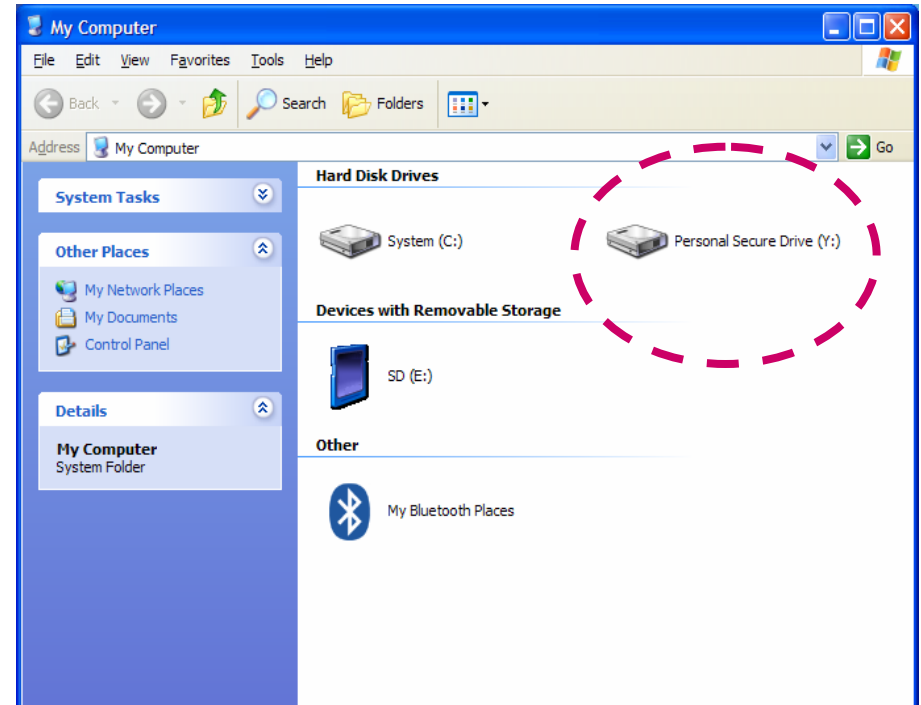 My Computer
File Edit View Favorites Tools Help
Back Search Folders
Address My Computer Go
System Tasks
Other Places
My Network Places
My Documents
Control Panel
Details
My Computer
System Folder
Hard Disk Drives
System (C:) Personal Secure Drive (Y:)
Devices with Removable Storage
SD (E:)
Other
My Bluetooth Places